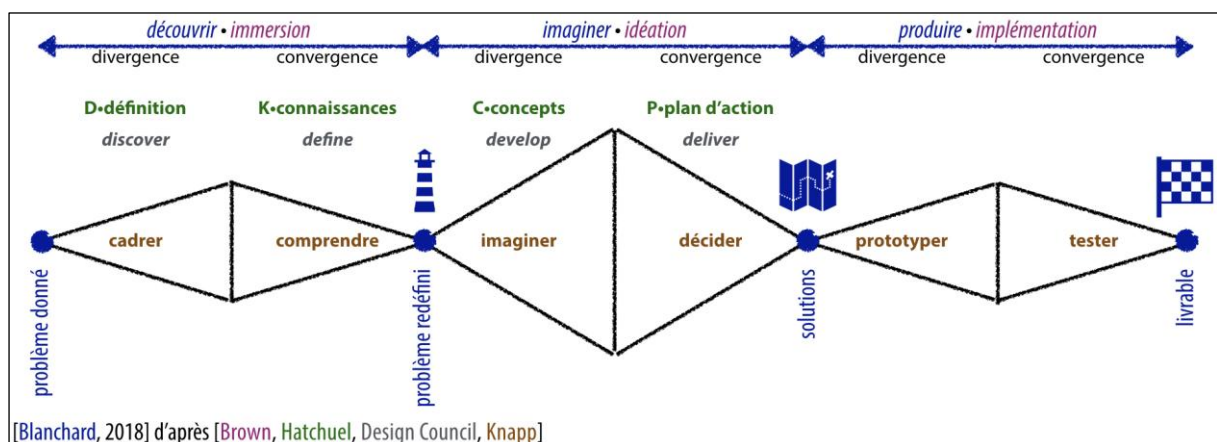 découvrir • immersion
imaginer • idéation
produire • implémentation
divergence convergence divergence convergence divergence convergence
D•définition K•connaissances C•concepts P•plan d'action
discover define develop deliver
cadrer comprendre imaginer décider prototyper tester
problème donné
problème redéfini
solutions
livrable
[Blanchard, 2018] d'après [Brown, Hatchuel, Design Council, Knapp]